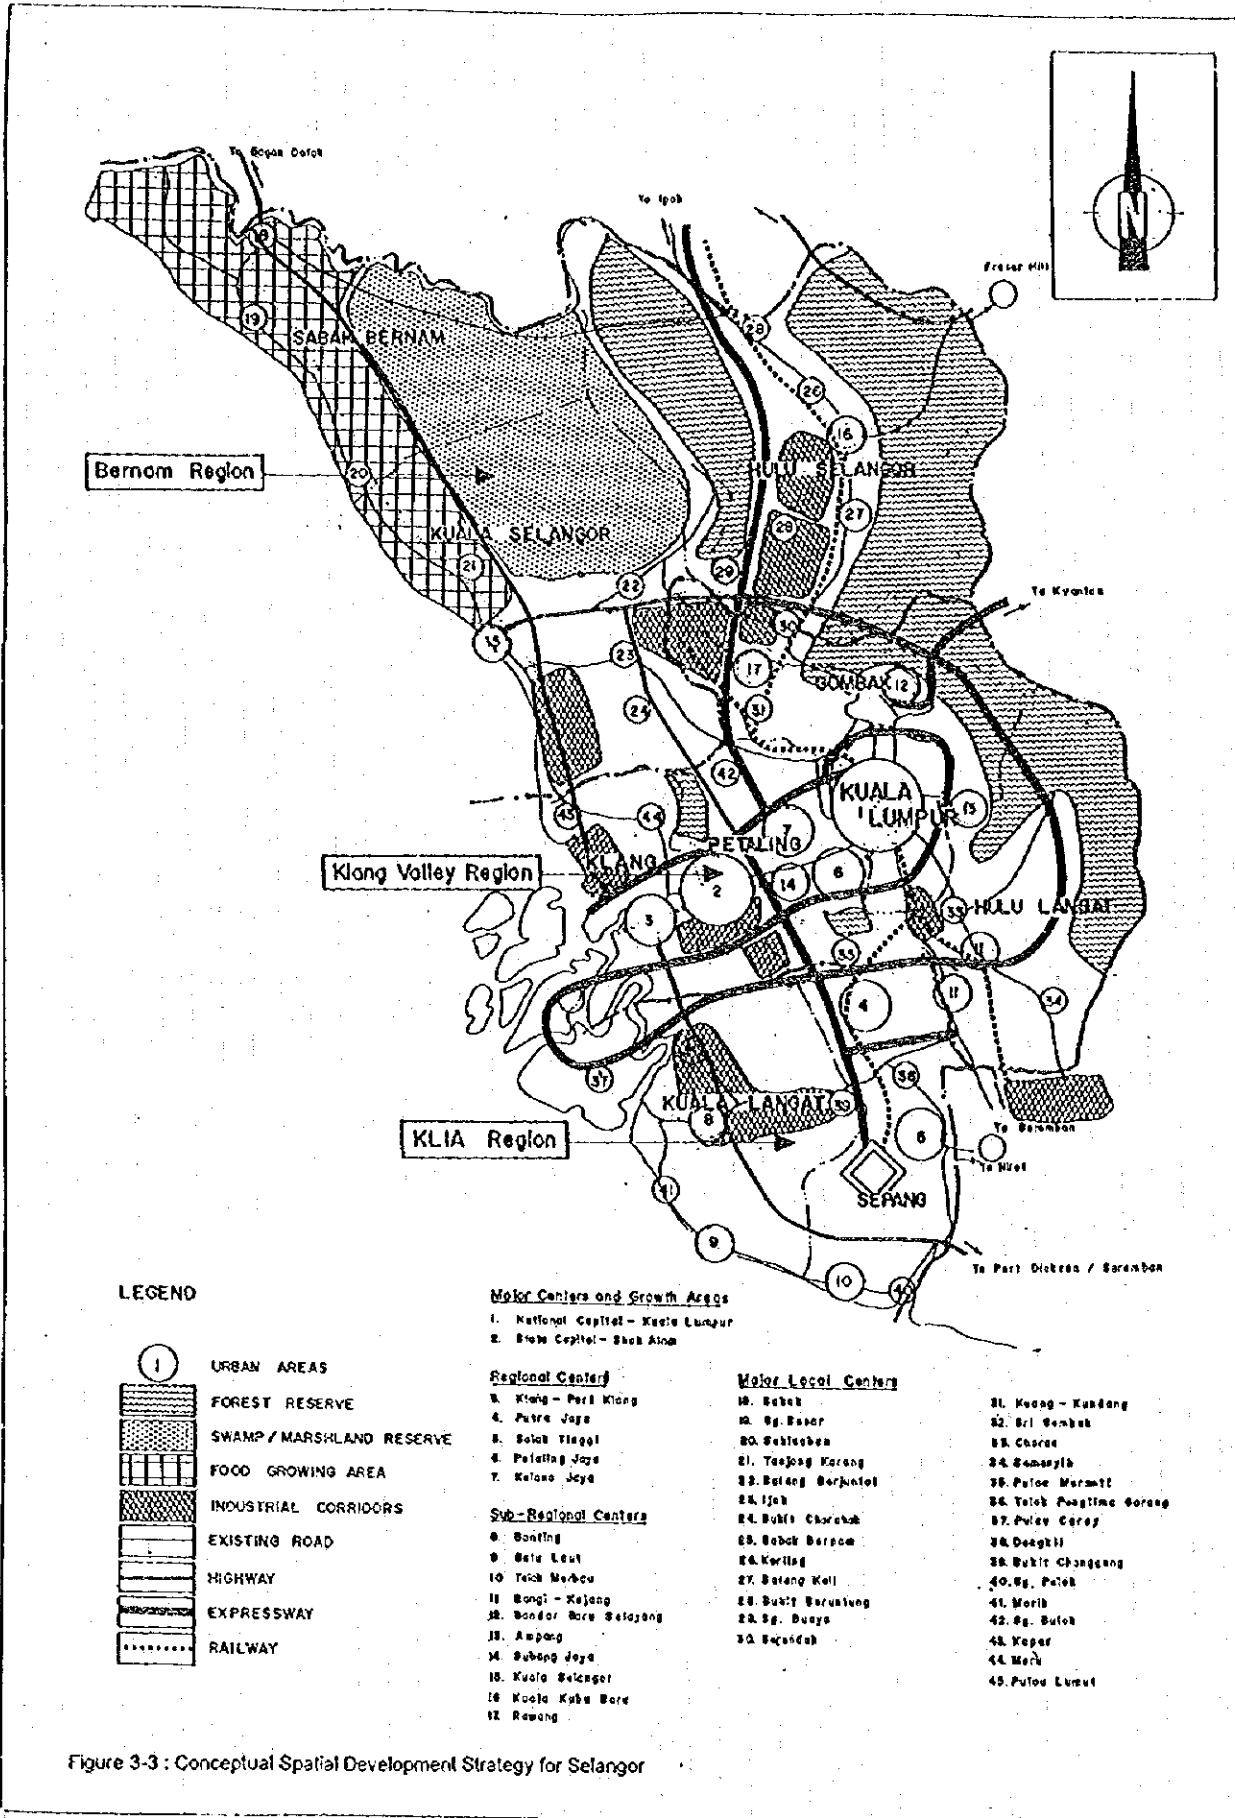 To Ipoh
Fraser Hill
SABAK BERNAM
Bernam Region
HULU SELANGOR
KUALA SELANGOR
To Kuantan
GOMBAK
KUALA
LUMPUR
PETALING
KLANG
Klang Valley Region
HULU LANGAT
KUALA LANGAT
KLIA Region
To Seremban
To Nilai
SEPANG
To Port Dickson / Seremban
LEGEND
1 URBAN AREAS
FOREST RESERVE
SWAMP / MARSHLAND RESERVE
FOOD GROWING AREA
INDUSTRIAL CORRIDORS
EXISTING ROAD
HIGHWAY
EXPRESSWAY
RAILWAY
Major Centers and Growth Areas
1. National Capital - Kuala Lumpur
2. State Capital - Shah Alam
Regional Centers
3. Klang - Port Klang
4. Putra Jaya
5. Salak Tinggi
6. Petaling Jaya
7. Kelana Jaya
Sub-Regional Centers
8. Banting
9. Batu Laut
10. Teluk
11. Bangi - Kajang
12. Bandar Baru Selayang
13. Ampang
14. Subang Jaya
15. Kuala Selangor
16. Kuala Kubu Baru
17. Rawang
Major Local Centers
18. Sabak
19. Sg. Besar
20. Sekinchan
21. Tanjong Karang
22. Batang Berjuntai
23. Ijok
24. Bukit
25.
26. Kerling
27. Batang Kali
28. Bukit Beruntung
29. Sg. Buaya
30. Serendah
31. Kuang - Kundang
32. Sri Gombak
33. Cheras
34. Semenyih
35. Pulau Meranti
36. Telok Panglima Garang
37. Pulau Carey
38. Dengkil
39. Bukit Changgang
40. Sg. Pelek
41. Morib
42. Sg. Buloh
43. Kapar
44. Meru
45. Pulau Lumut
Figure 3-3 : Conceptual Spatial Development Strategy for Selangor